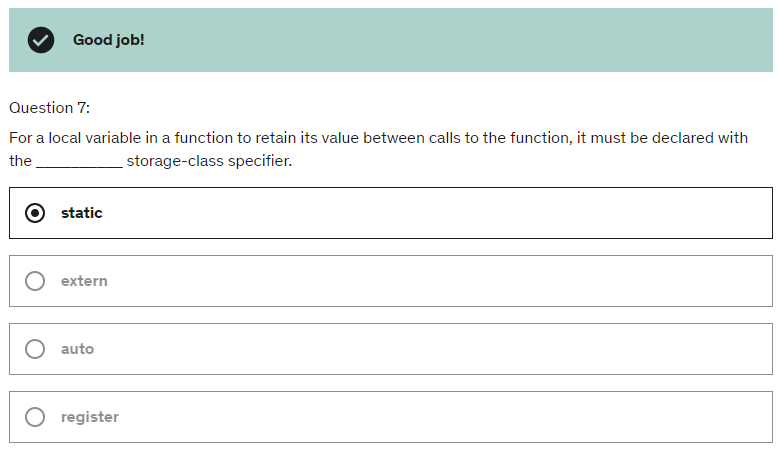 Good job!
Question 7:
For a local variable in a function to retain its value between calls to the function, it must be declared with
the __________ storage-class specifier.
static
extern
auto
register